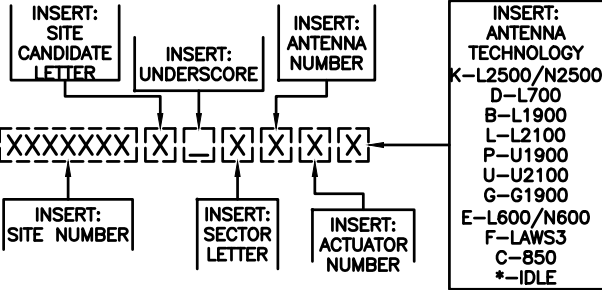 INSERT:
SITE
CANDIDATE
LETTER
INSERT:
UNDERSCORE
INSERT:
ANTENNA
NUMBER
INSERT:
ANTENNA
TECHNOLOGY
K-L2500/N2500
D-L700
B-L1900
L-L2100
P-U1900
U-U2100
G-G1900
E-L600/N600
F-LAWS3
C-850
*-IDLE
XXXXXXX X _ X X X X
INSERT:
SITE NUMBER
INSERT:
SECTOR
LETTER
INSERT:
ACTUATOR
NUMBER